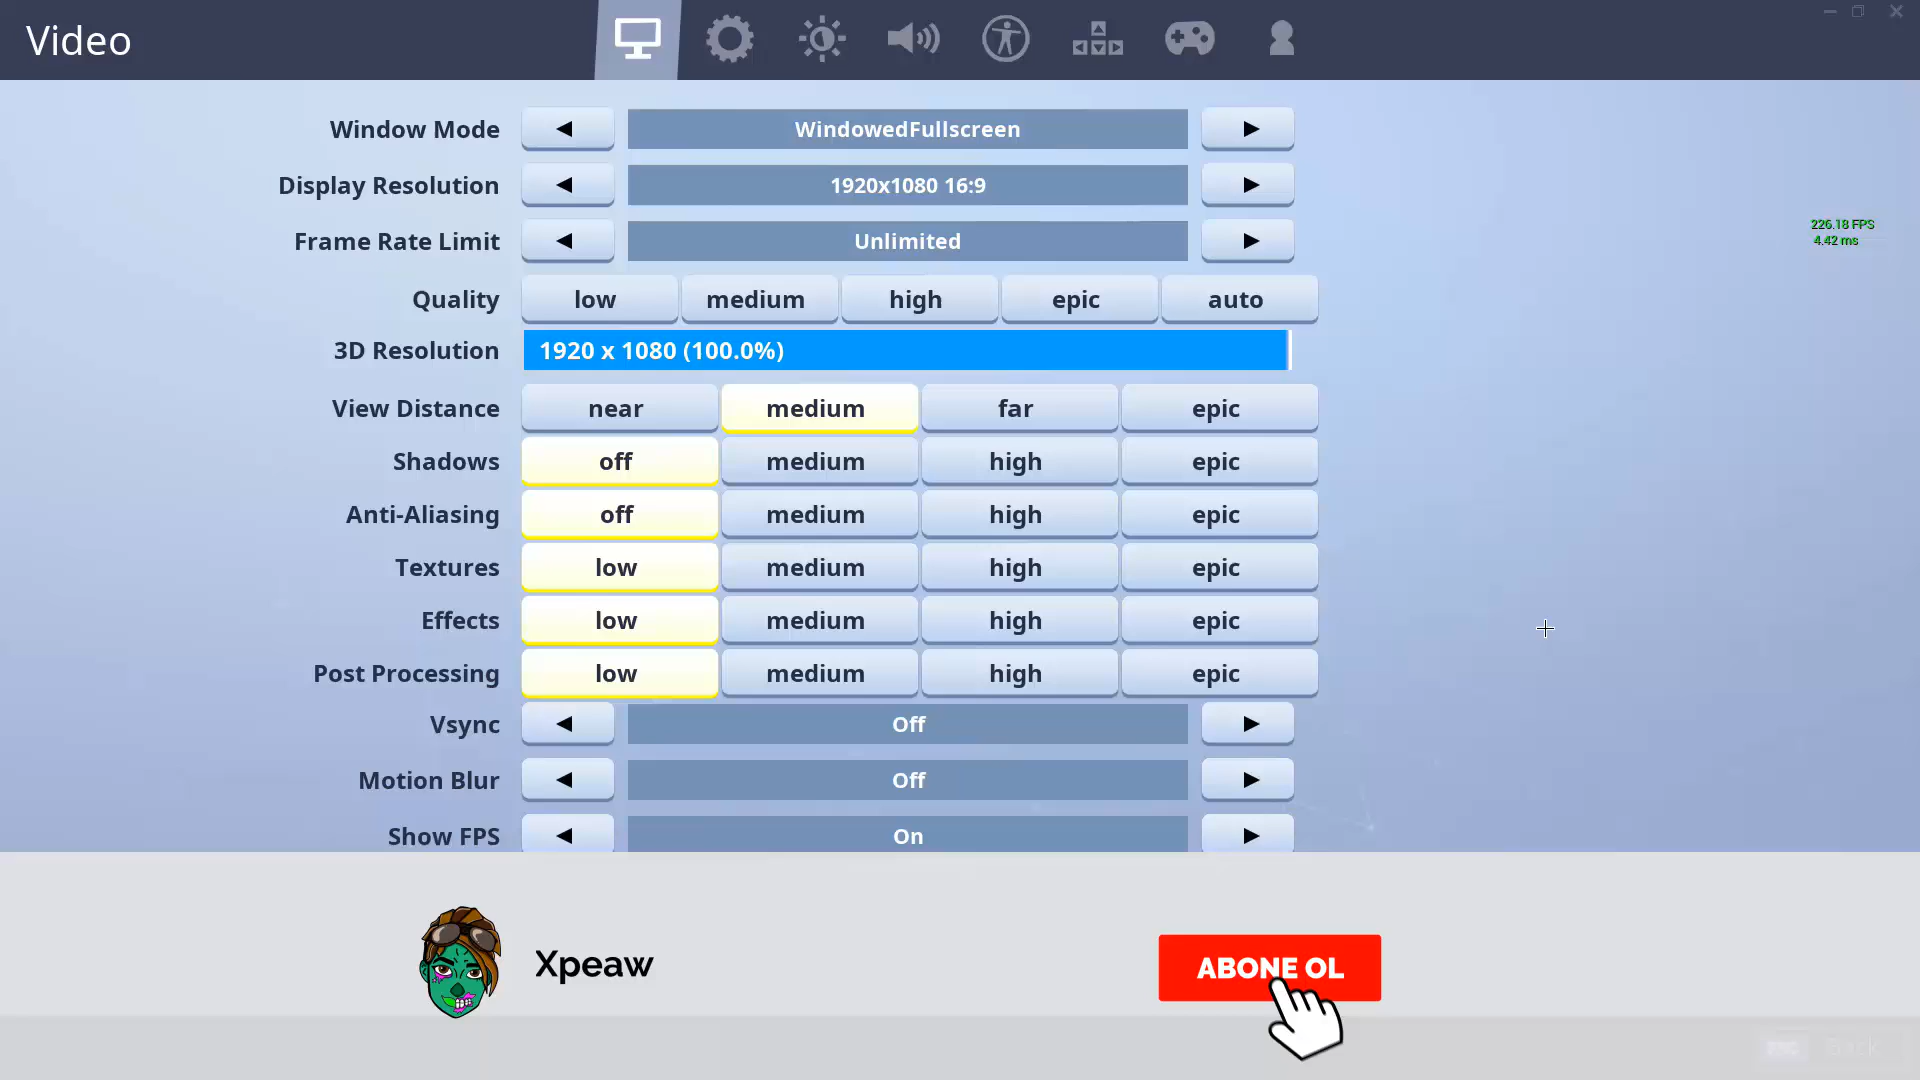 Video
Window Mode WindowedFullscreen
Display Resolution 1920x1080 16:9
Frame Rate Limit Unlimited
226.18 FPS
4.42 ms
Quality low medium high epic auto
3D Resolution 1920 x 1080 (100.0%)
View Distance near medium far epic
Shadows off medium high epic
Anti-Aliasing off medium high epic
Textures low medium high epic
Effects low medium high epic
Post Processing low medium high epic
Vsync Off
Motion Blur Off
Show FPS On
Xpeaw
ABONE OL
Back